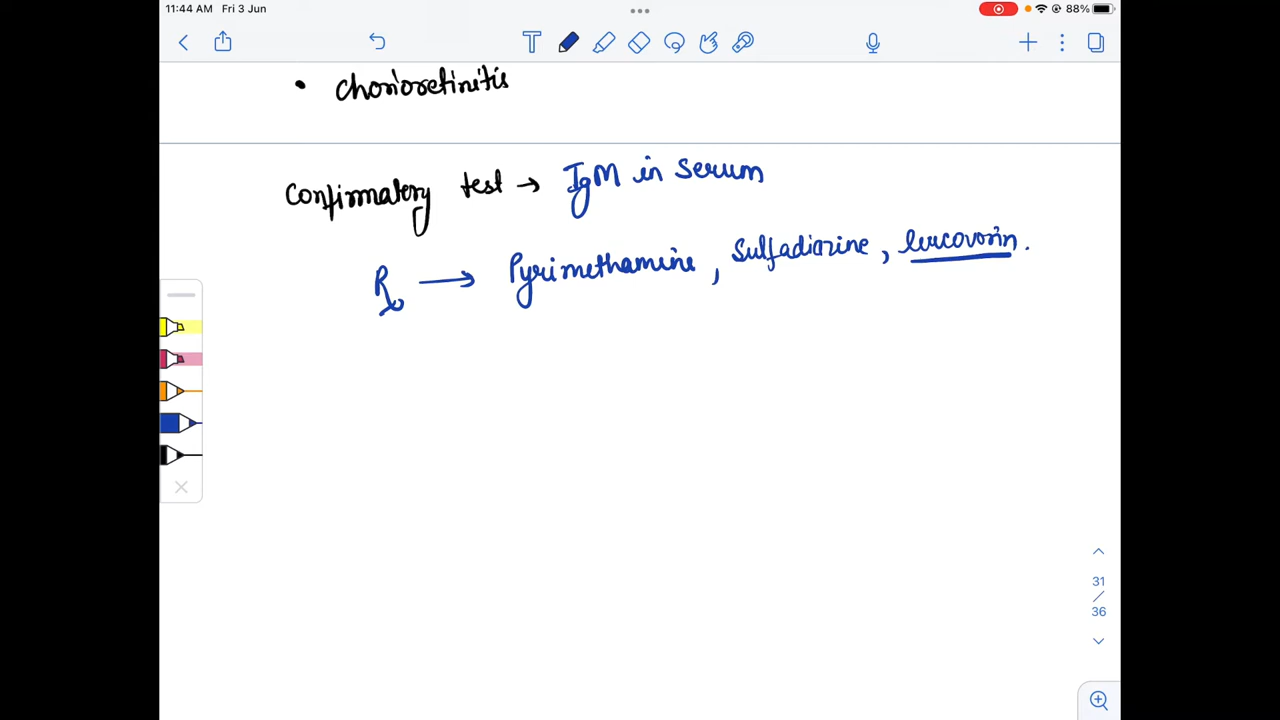 11:44 AM Fri 3 Jun
88%
T
• chorioretinitis
Confirmatory test → IgM in Serum
Rx → Pyrimethamine, Sulfadiazine, leucovorin.
31
/
36